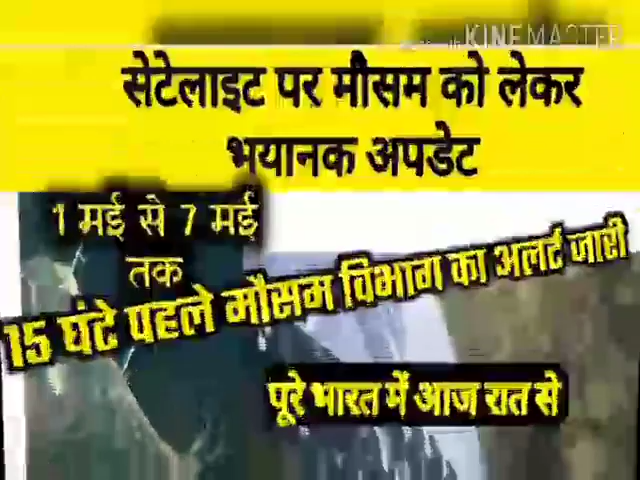 KINEMASTER
सेटेलाइट पर मौसम को लेकर
भयानक अपडेट
1 मई से 7 मई
तक
15 घंटे पहले मौसम विभाग का अलर्ट जारी
पूरे भारत में आज रात से